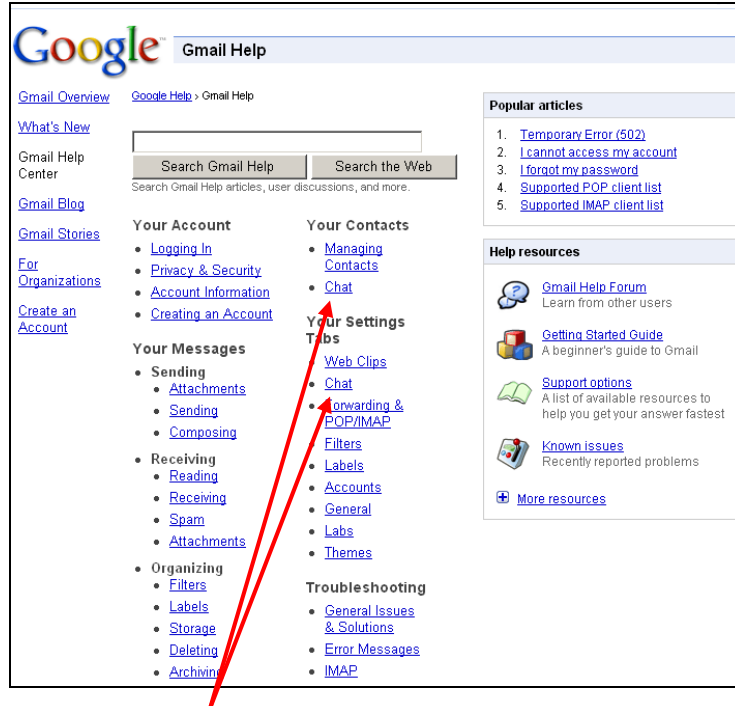 Google™ Gmail Help
Gmail Overview
What's New
Gmail Help
Center
Gmail Blog
Gmail Stories
For
Organizations
Create an
Account
Google Help > Gmail Help
Search Gmail Help
Search the Web
Search Gmail Help articles, user discussions, and more.
Your Account
Logging In
Privacy & Security
Account Information
Creating an Account
Your Messages
Sending
Attachments
Sending
Composing
Receiving
Reading
Receiving
Spam
Attachments
Organizing
Filters
Labels
Storage
Deleting
Archiving
Your Contacts
Managing
Contacts
Chat
Your Settings
Tabs
Web Clips
Chat
Forwarding &
POP/IMAP
Filters
Labels
Accounts
General
Labs
Themes
Troubleshooting
General Issues
& Solutions
Error Messages
IMAP
Popular articles
1. Temporary Error (502)
2. I cannot access my account
3. I forgot my password
4. Supported POP client list
5. Supported IMAP client list
Help resources
Gmail Help Forum
Learn from other users
Getting Started Guide
A beginner's guide to Gmail
Support options
A list of available resources to
help you get your answer fastest
Known issues
Recently reported problems
More resources